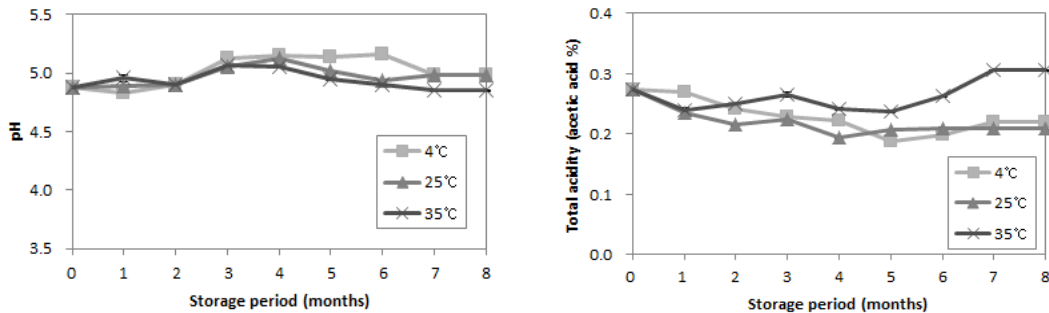 5.5
5.0
4.5
4.0
3.5
pH
4℃
25℃
35℃
0 1 2 3 4 5 6 7 8
Storage period (months)
0.4
0.3
0.2
0.1
0.0
Total acidity (acetic acid %)
4℃
25℃
35℃
0 1 2 3 4 5 6 7 8
Storage period (months)